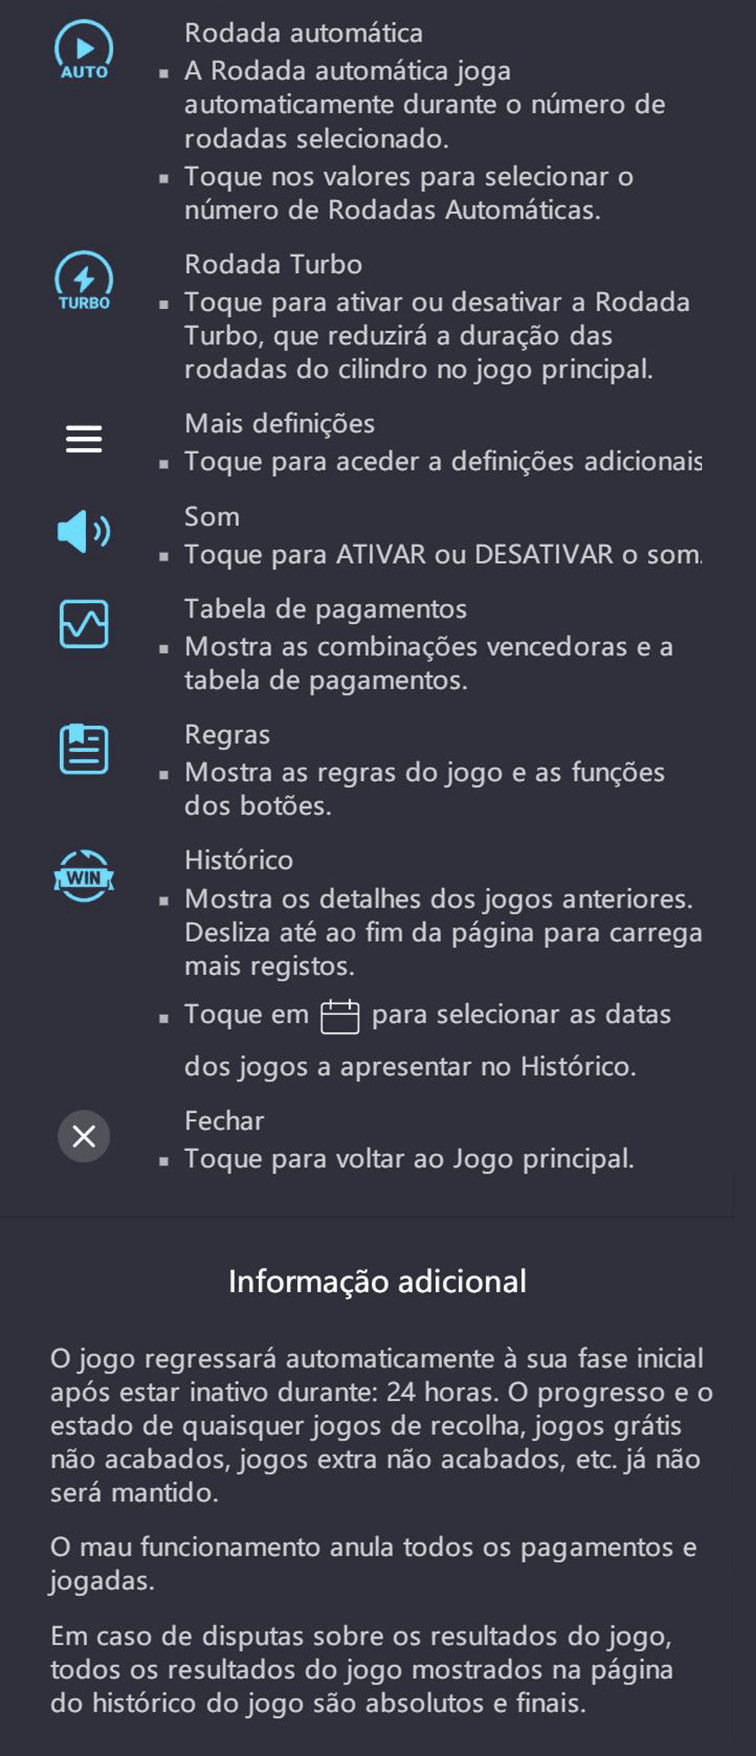 Rodada automática
AUTO
▪ A Rodada automática joga
automaticamente durante o número de
rodadas selecionado.
▪ Toque nos valores para selecionar o
número de Rodadas Automáticas.
Rodada Turbo
TURBO
▪ Toque para ativar ou desativar a Rodada
Turbo, que reduzirá a duração das
rodadas do cilindro no jogo principal.
Mais definições
▪ Toque para aceder a definições adicionais
Som
▪ Toque para ATIVAR ou DESATIVAR o som.
Tabela de pagamentos
▪ Mostra as combinações vencedoras e a
tabela de pagamentos.
Regras
▪ Mostra as regras do jogo e as funções
dos botões.
Histórico
WIN
▪ Mostra os detalhes dos jogos anteriores.
Desliza até ao fim da página para carrega
mais registos.
▪ Toque em para selecionar as datas
dos jogos a apresentar no Histórico.
Fechar
▪ Toque para voltar ao Jogo principal.
Informação adicional
O jogo regressará automaticamente à sua fase inicial
após estar inativo durante: 24 horas. O progresso e o
estado de quaisquer jogos de recolha, jogos grátis
não acabados, jogos extra não acabados, etc. já não
será mantido.
O mau funcionamento anula todos os pagamentos e
jogadas.
Em caso de disputas sobre os resultados do jogo,
todos os resultados do jogo mostrados na página
do histórico do jogo são absolutos e finais.